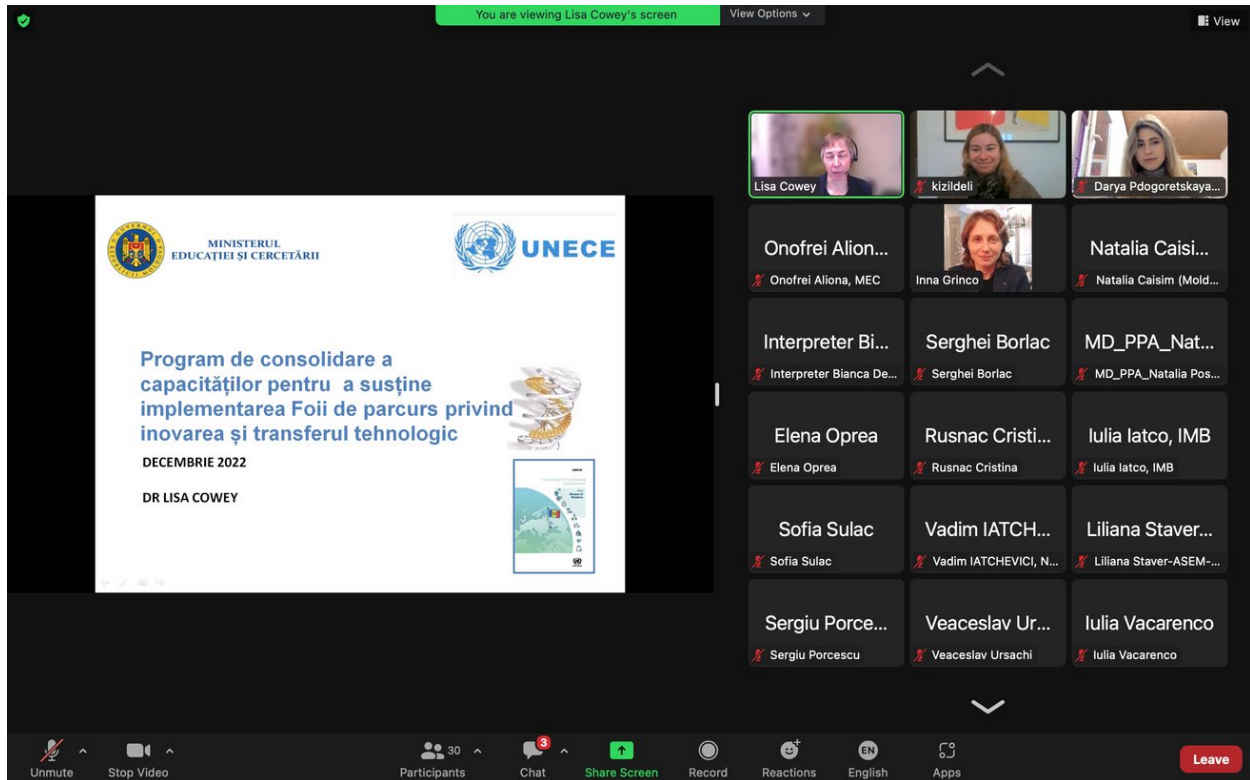 You are viewing Lisa Cowey's screen
View Options
View
MINISTERUL
EDUCAȚIEI ȘI CERCETĂRII
UNECE
Program de consolidare a
capacităților pentru a susține
implementarea Foii de parcurs privind
inovarea și transferul tehnologic
DECEMBRIE 2022
DR LISA COWEY
Lisa Cowey
kizildeli
Darya Pdogoretskaya...
Onofrei Alion...
Onofrei Aliona, MEC
Inna Grinco
Natalia Caisi...
Natalia Caisim (Mold...
Interpreter Bi...
Interpreter Bianca De...
Serghei Borlac
Serghei Borlac
MD_PPA_Nat...
MD_PPA_Natalia Pos...
Elena Oprea
Elena Oprea
Rusnac Cristi...
Rusnac Cristina
Iulia Iatco, IMB
Iulia Iatco, IMB
Sofia Sulac
Sofia Sulac
Vadim IATCH...
Vadim IATCHEVICI, N...
Liliana Staver...
Liliana Staver-ASEM-...
Sergiu Porce...
Sergiu Porcescu
Veaceslav Ur...
Veaceslav Ursachi
Iulia Vacarenco
Iulia Vacarenco
Unmute
Stop Video
30
Participants
3
Chat
Share Screen
Record
Reactions
EN
English
Apps
Leave